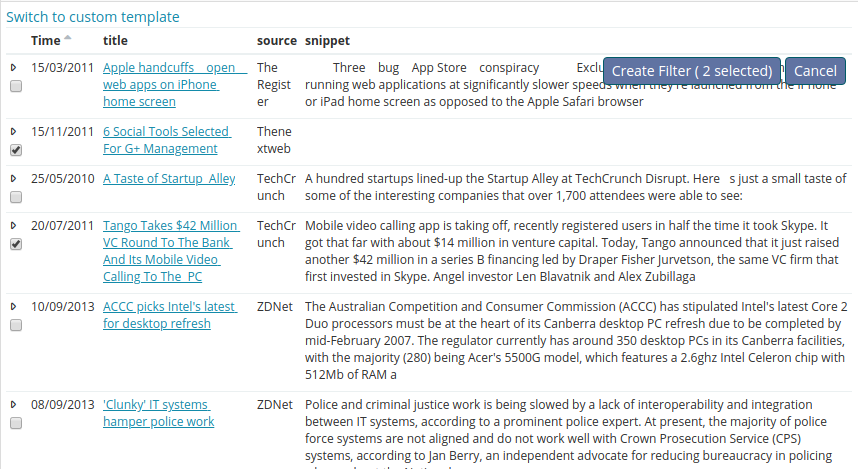 Switch to custom template
Time title source snippet
15/03/2011 Apple handcuffs open web apps on iPhone home screen The Regist er Three bug App Store conspiracy
running web applications at significantly slower speeds when they're launched from the iPhone
or iPad home screen as opposed to the Apple Safari browser
Create Filter ( 2 selected) Cancel
15/11/2011 6 Social Tools Selected For G+ Management Thene xtweb
25/05/2010 A Taste of Startup Alley TechCr unch A hundred startups lined-up the Startup Alley at TechCrunch Disrupt. Here s just a small taste of
some of the interesting companies that over 1,700 attendees were able to see:
20/07/2011 Tango Takes $42 Million VC Round To The Bank And Its Mobile Video Calling To The PC TechCr unch Mobile video calling app is taking off, recently registered users in half the time it took Skype. It
got that far with about $14 million in venture capital. Today, Tango announced that it just raised
another $42 million in a series B financing led by Draper Fisher Jurvetson, the same VC firm that
first invested in Skype. Angel investor Len Blavatnik and Alex Zubillaga
10/09/2013 ACCC picks Intel's latest for desktop refresh ZDNet The Australian Competition and Consumer Commission (ACCC) has stipulated Intel's latest Core 2
Duo processors must be at the heart of its Canberra desktop PC refresh due to be completed by
mid-February 2007. The regulator currently has around 350 desktop PCs in its Canberra facilities,
with the majority (280) being Acer's 5500G model, which features a 2.6ghz Intel Celeron chip with
512Mb of RAM a
08/09/2013 'Clunky' IT systems hamper police work ZDNet Police and criminal justice work is being slowed by a lack of interoperability and integration
between IT systems, according to a prominent police expert. At present, the majority of police
force systems are not aligned and do not work well with Crown Prosecution Service (CPS)
systems, according to Jan Berry, an independent advocate for reducing bureaucracy in policing